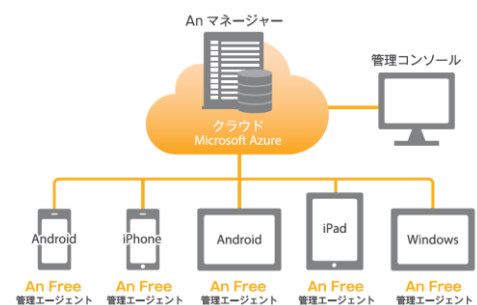 An マネージャー
管理コンソール
クラウド
Microsoft Azure
Android
iPhone
Android
iPad
Windows
An Free
管理エージェント
An Free
管理エージェント
An Free
管理エージェント
An Free
管理エージェント
An Free
管理エージェント